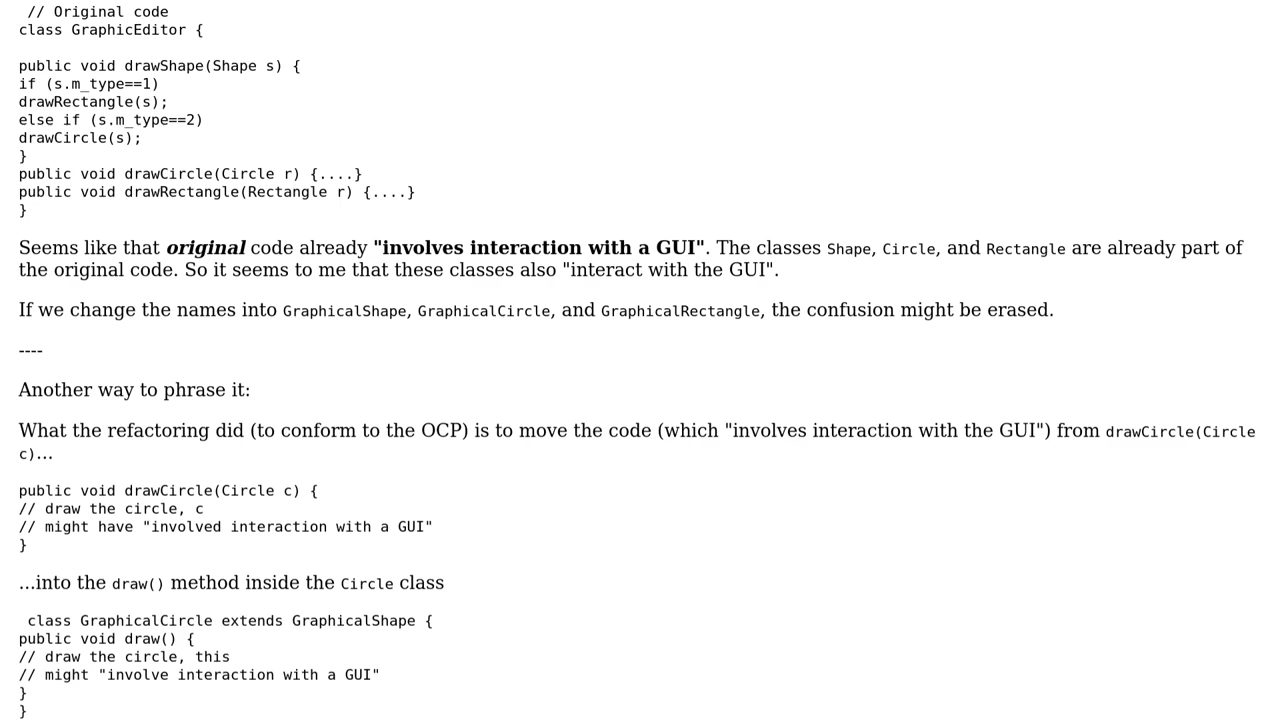 // Original code
class GraphicEditor {
public void drawShape(Shape s) {
if (s.m_type==1)
drawRectangle(s);
else if (s.m_type==2)
drawCircle(s);
}
public void drawCircle(Circle r) {....}
public void drawRectangle(Rectangle r) {....}
}
Seems like that original code already "involves interaction with a GUI". The classes Shape, Circle, and Rectangle are already part of
the original code. So it seems to me that these classes also "interact with the GUI".
If we change the names into GraphicalShape, GraphicalCircle, and GraphicalRectangle, the confusion might be erased.
----
Another way to phrase it:
What the refactoring did (to conform to the OCP) is to move the code (which "involves interaction with the GUI") from drawCircle(Circle
c)...
public void drawCircle(Circle c) {
// draw the circle, c
// might have "involved interaction with a GUI"
}
...into the draw() method inside the Circle class
class GraphicalCircle extends GraphicalShape {
public void draw() {
// draw the circle, this
// might "involve interaction with a GUI"
}
}